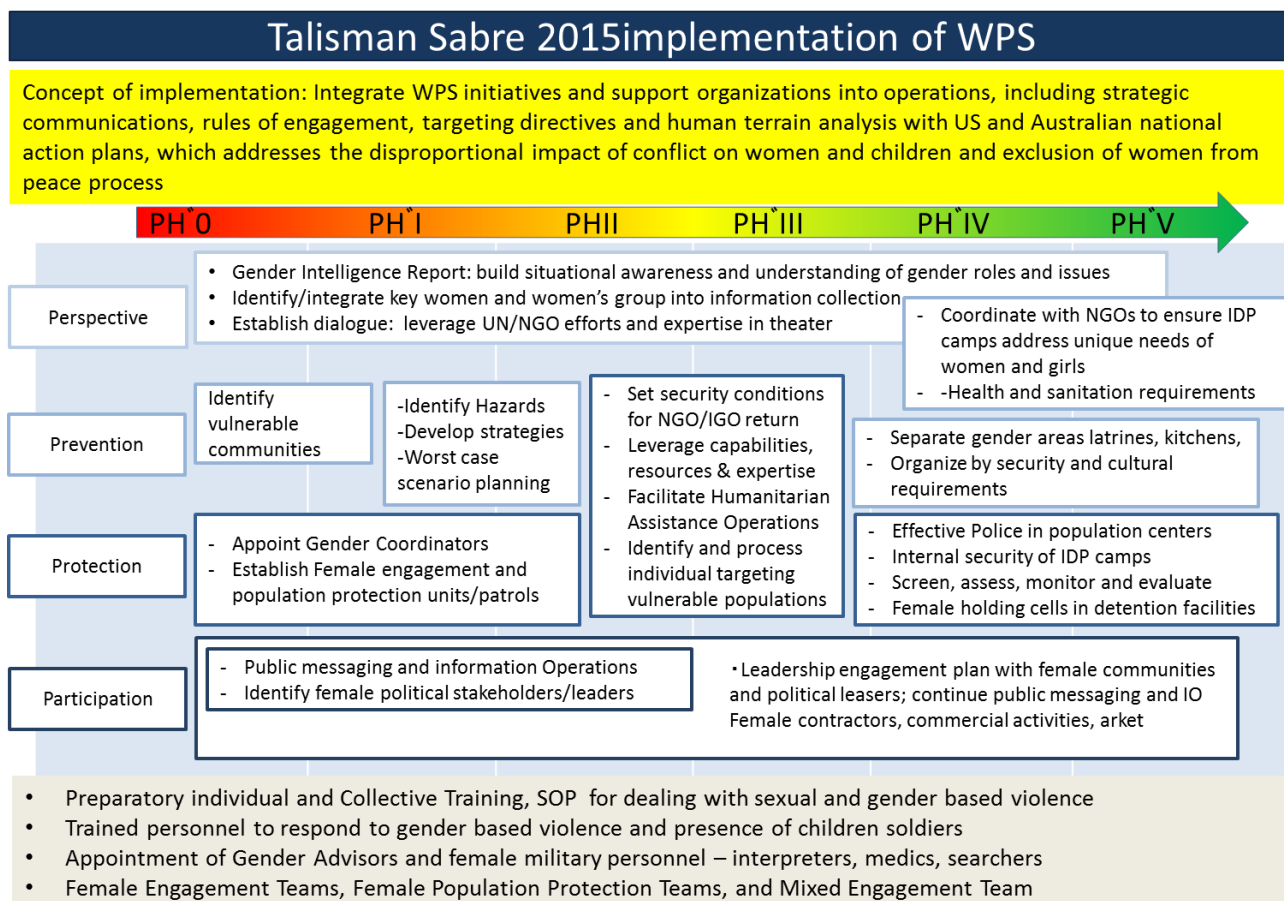 Talisman Sabre 2015implementation of WPS
Concept of implementation: Integrate WPS initiatives and support organizations into operations, including strategic
communications, rules of engagement, targeting directives and human terrain analysis with US and Australian national
action plans, which addresses the disproportional impact of conflict on women and children and exclusion of women from
peace process
PH"0 PH"I PHII PH"III PH"IV PH"V
Perspective
• Gender Intelligence Report: build situational awareness and understanding of gender roles and issues
• Identify/integrate key women and women's group into information collection
• Establish dialogue: leverage UN/NGO efforts and expertise in theater
- Coordinate with NGOs to ensure IDP
camps address unique needs of
women and girls
- -Health and sanitation requirements
Prevention
Identify
vulnerable
communities
-Identify Hazards
-Develop strategies
-Worst case
scenario planning
- Set security conditions
for NGO/IGO return
- Leverage capabilities,
resources & expertise
- Facilitate Humanitarian
Assistance Operations
- Identify and process
individual targeting
vulnerable populations
- Separate gender areas latrines, kitchens,
- Organize by security and cultural
requirements
Protection
- Appoint Gender Coordinators
- Establish Female engagement and
population protection units/patrols
- Effective Police in population centers
- Internal security of IDP camps
- Screen, assess, monitor and evaluate
- Female holding cells in detention facilities
Participation
- Public messaging and information Operations
- Identify female political stakeholders/leaders
・Leadership engagement plan with female communities
and political leasers; continue public messaging and IO
Female contractors, commercial activities, arket
• Preparatory individual and Collective Training, SOP for dealing with sexual and gender based violence
• Trained personnel to respond to gender based violence and presence of children soldiers
• Appointment of Gender Advisors and female military personnel – interpreters, medics, searchers
• Female Engagement Teams, Female Population Protection Teams, and Mixed Engagement Team